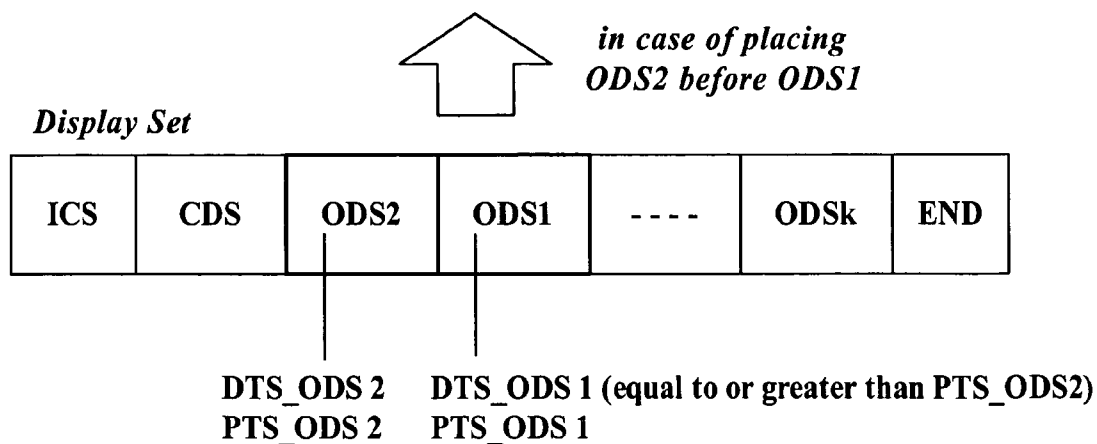 in case of placing
ODS2 before ODS1
Display Set
ICS CDS ODS2 ODS1 ---- ODSk END
DTS_ODS 2 DTS_ODS 1 (equal to or greater than PTS_ODS2)
PTS_ODS 2 PTS_ODS 1